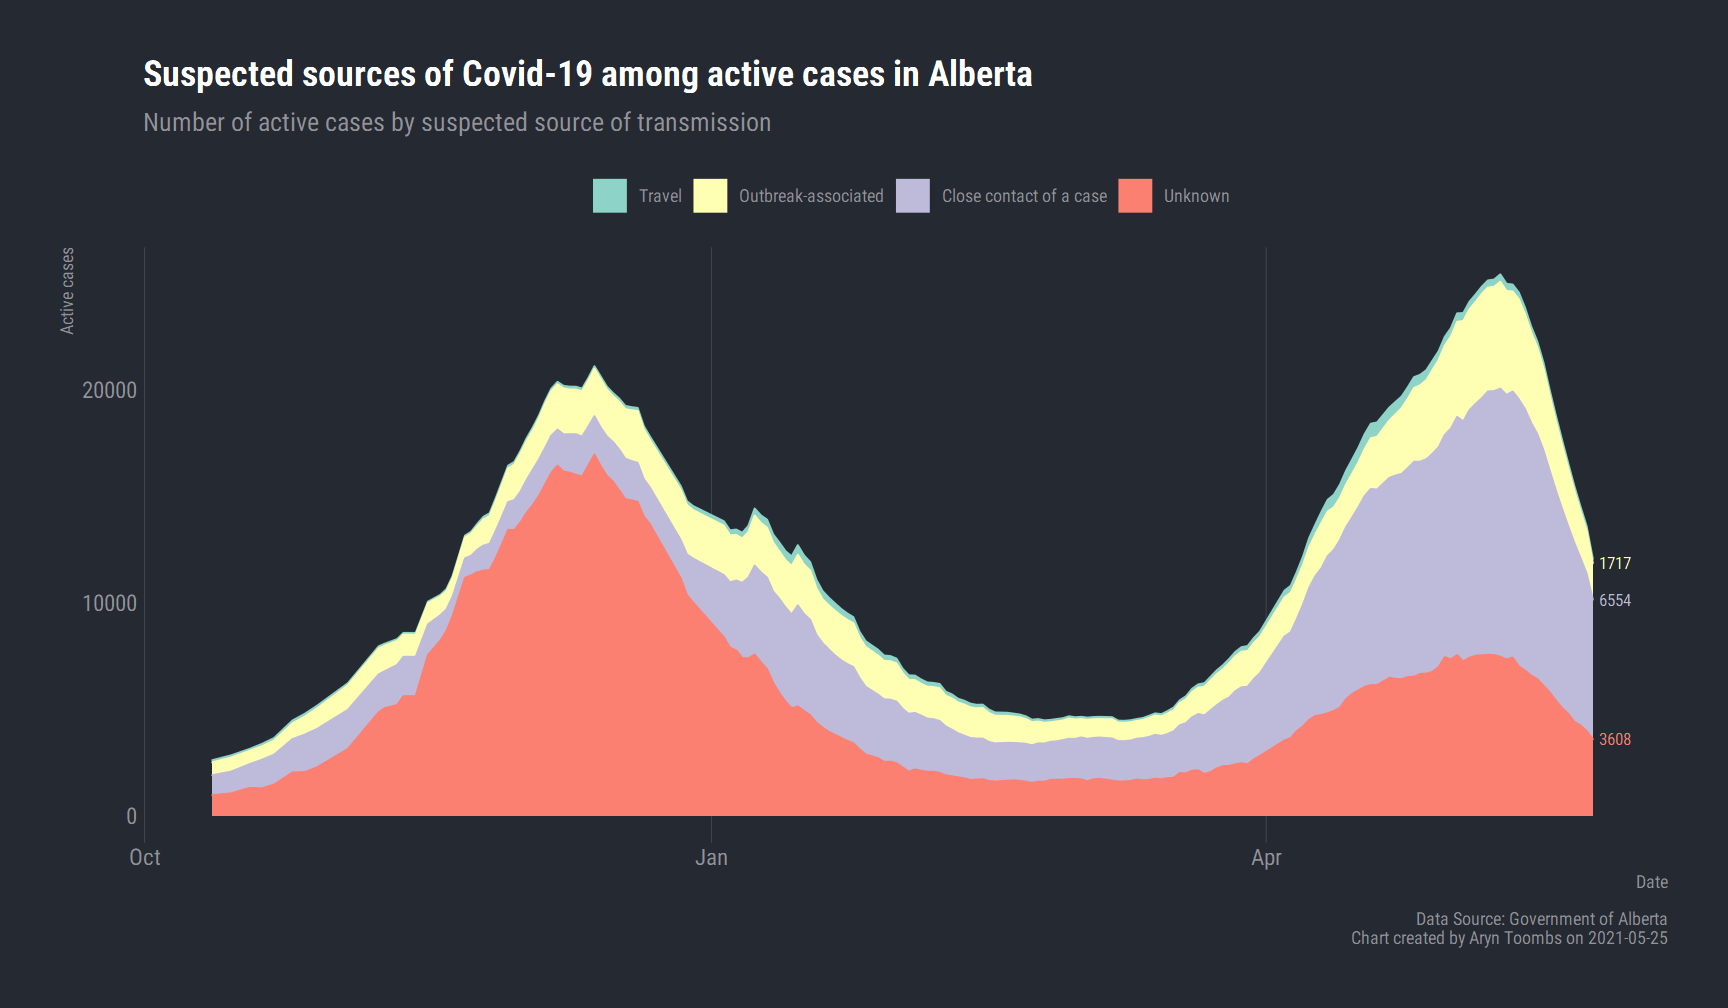 Suspected sources of Covid-19 among active cases in Alberta
Number of active cases by suspected source of transmission
Travel
Outbreak-associated
Close contact of a case
Unknown
Active cases
20000
10000
0
1717
6554
3608
Oct
Jan
Apr
Date
Data Source: Government of Alberta
Chart created by Aryn Toombs on 2021-05-25